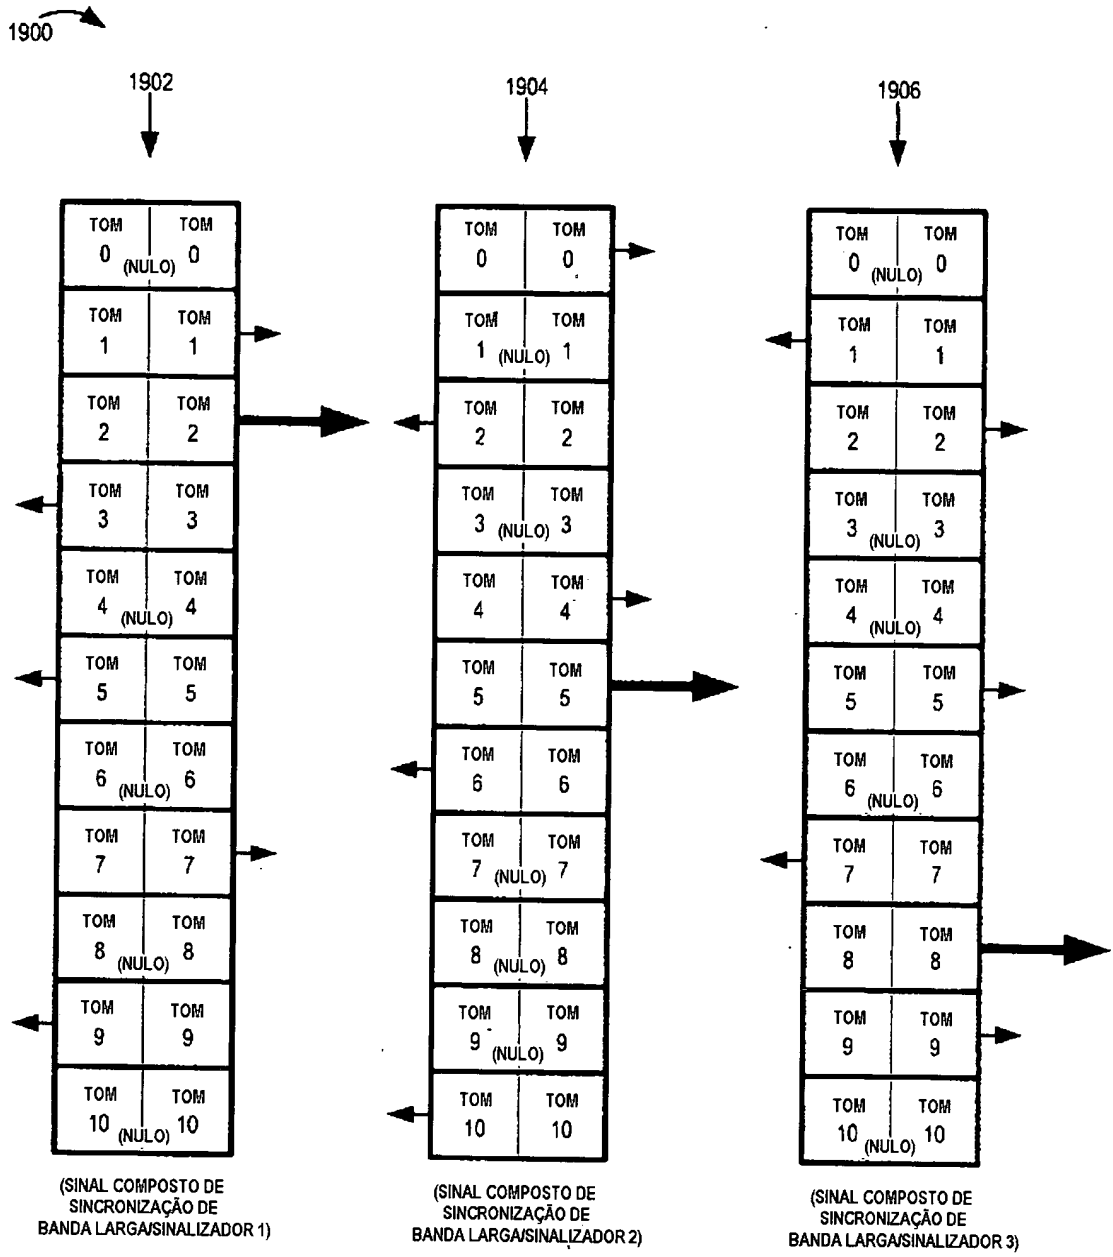 1900
1902
1904
1906
TOM TOM
0 (NULO) 0
TOM TOM
1 1
TOM TOM
2 2
TOM TOM
3 3
TOM TOM
4 (NULO) 4
TOM TOM
5 5
TOM TOM
6 (NULO) 6
TOM TOM
7 7
TOM TOM
8 (NULO) 8
TOM TOM
9 9
TOM TOM
10 (NULO) 10
(SINAL COMPOSTO DE
SINCRONIZAÇÃO DE
BANDA LARGA/SINALIZADOR 1)
TOM TOM
0 0
TOM TOM
1 (NULO) 1
TOM TOM
2 2
TOM TOM
3 (NULO) 3
TOM TOM
4 4
TOM TOM
5 5
TOM TOM
6 6
TOM TOM
7 (NULO) 7
TOM TOM
8 (NULO) 8
TOM TOM
9 (NULO) 9
TOM TOM
10 10
(SINAL COMPOSTO DE
SINCRONIZAÇÃO DE
BANDA LARGA/SINALIZADOR 2)
TOM TOM
0 (NULO) 0
TOM TOM
1 1
TOM TOM
2 2
TOM TOM
3 (NULO) 3
TOM TOM
4 (NULO) 4
TOM TOM
5 5
TOM TOM
6 (NULO) 6
TOM TOM
7 7
TOM TOM
8 8
TOM TOM
9 9
TOM TOM
10 (NULO) 10
(SINAL COMPOSTO DE
SINCRONIZAÇÃO DE
BANDA LARGA/SINALIZADOR 3)